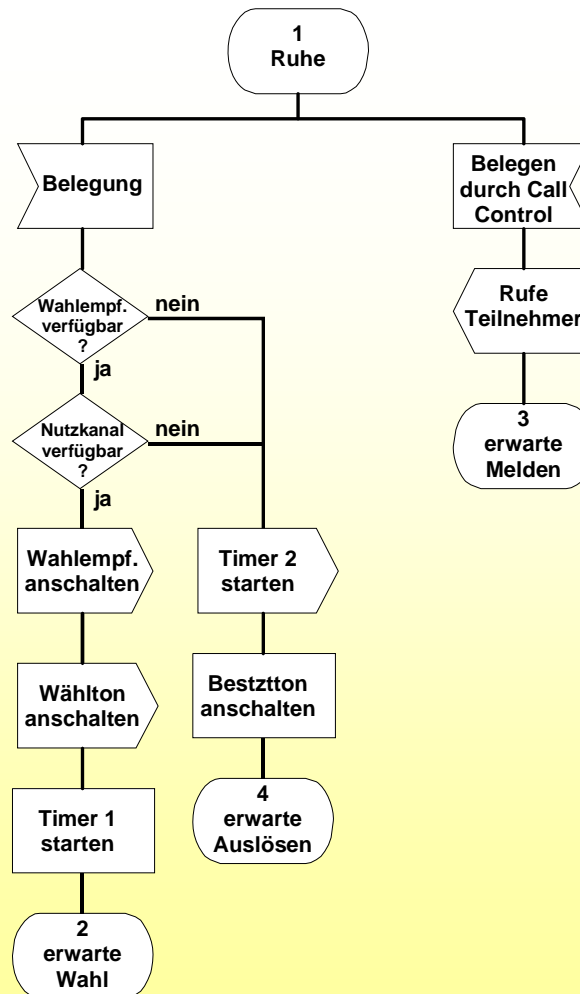 1
Ruhe
Belegung
Belegen
durch Call
Control
Wahlempf.
verfügbar
?
nein
ja
Rufe
Teilnehmer
Nutzkanal
verfügbar
?
nein
ja
3
erwarte
Melden
Wahlempf.
anschalten
Timer 2
starten
Wählton
anschalten
Bestztton
anschalten
Timer 1
starten
4
erwarte
Auslösen
2
erwarte
Wahl